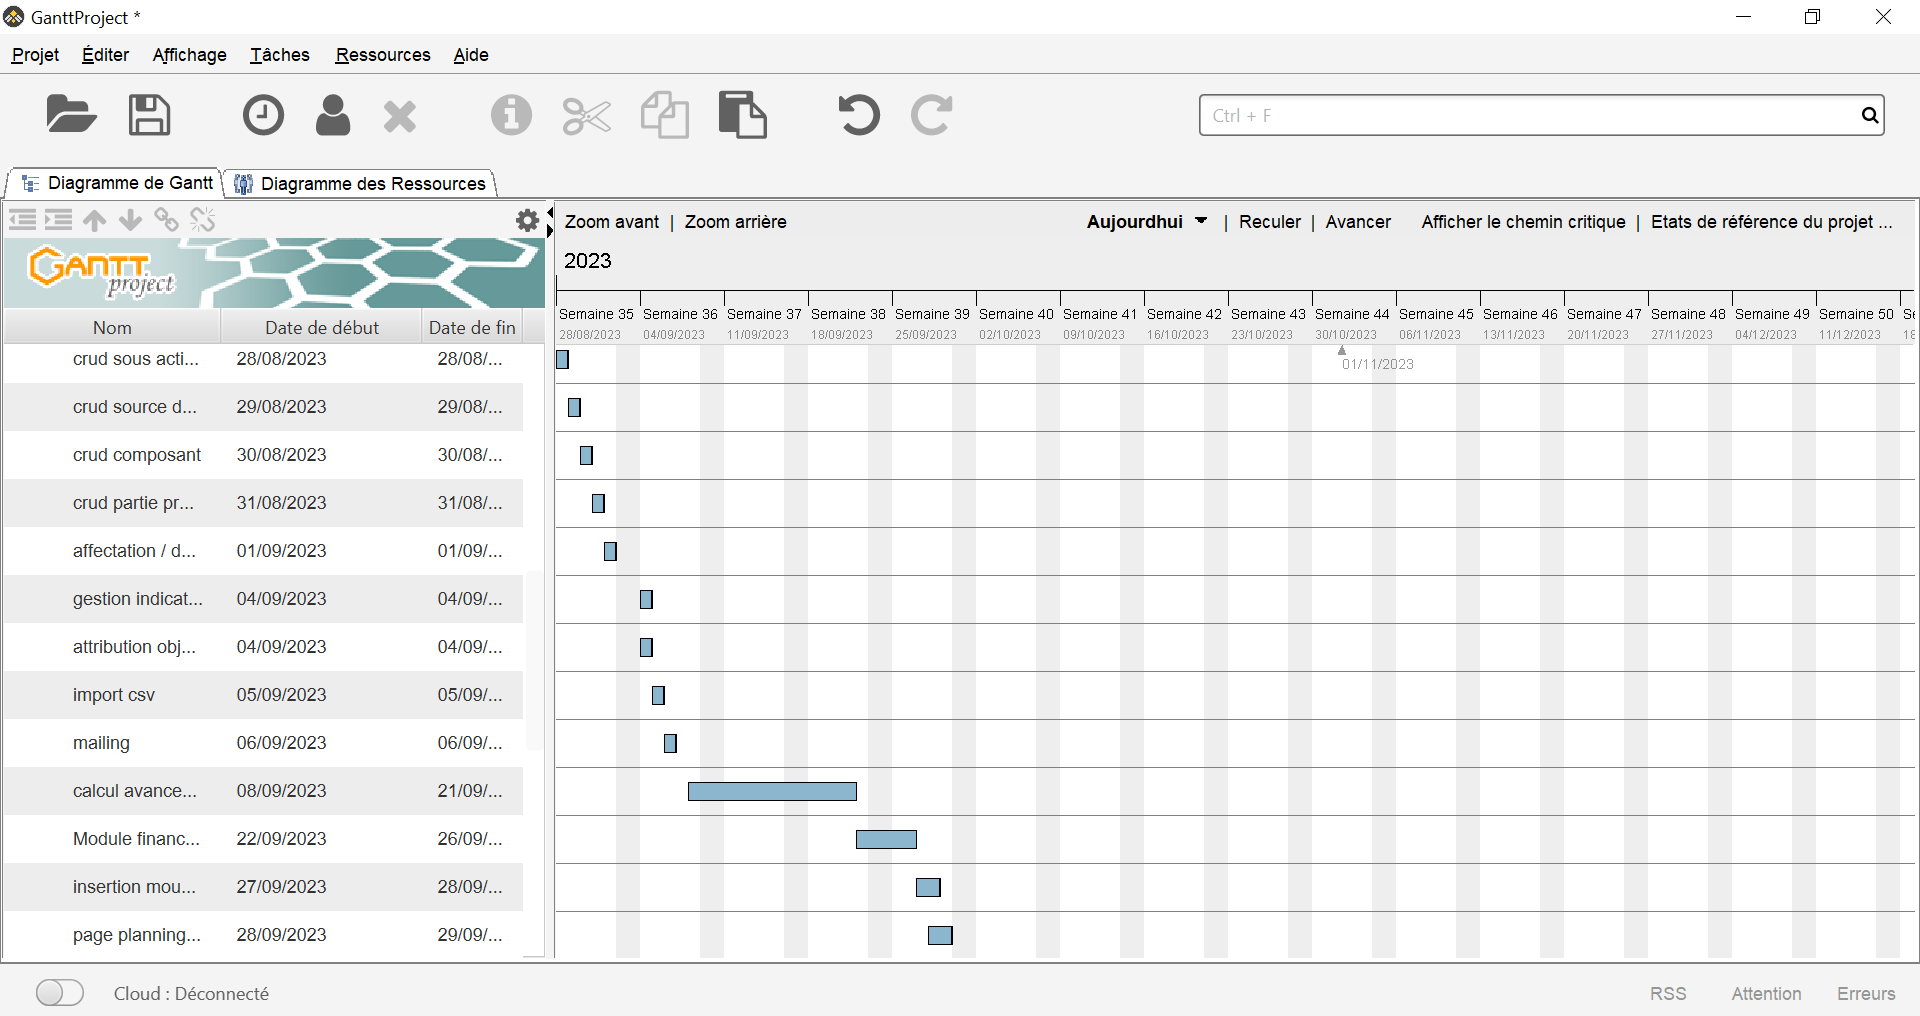 GanttProject *
Projet Éditer Affichage Tâches Ressources Aide
Ctrl + F
Diagramme de Gantt Diagramme des Ressources
Zoom avant | Zoom arrière Aujourdhui | Reculer | Avancer Afficher le chemin critique | Etats de référence du projet ...
GANTT project
2023
Semaine 35 Semaine 36 Semaine 37 Semaine 38 Semaine 39 Semaine 40 Semaine 41 Semaine 42 Semaine 43 Semaine 44 Semaine 45 Semaine 46 Semaine 47 Semaine 48 Semaine 49 Semaine 50 Se
28/08/2023 04/09/2023 11/09/2023 18/09/2023 25/09/2023 02/10/2023 09/10/2023 16/10/2023 23/10/2023 30/10/2023 06/11/2023 13/11/2023 20/11/2023 27/11/2023 04/12/2023 11/12/2023 18
01/11/2023
Nom Date de début Date de fin
crud sous acti... 28/08/2023 28/08/...
crud source d... 29/08/2023 29/08/...
crud composant 30/08/2023 30/08/...
crud partie pr... 31/08/2023 31/08/...
affectation / d... 01/09/2023 01/09/...
gestion indicat... 04/09/2023 04/09/...
attribution obj... 04/09/2023 04/09/...
import csv 05/09/2023 05/09/...
mailing 06/09/2023 06/09/...
calcul avance... 08/09/2023 21/09/...
Module financ... 22/09/2023 26/09/...
insertion mou... 27/09/2023 28/09/...
page planning... 28/09/2023 29/09/...
Cloud : Déconnecté RSS Attention Erreurs